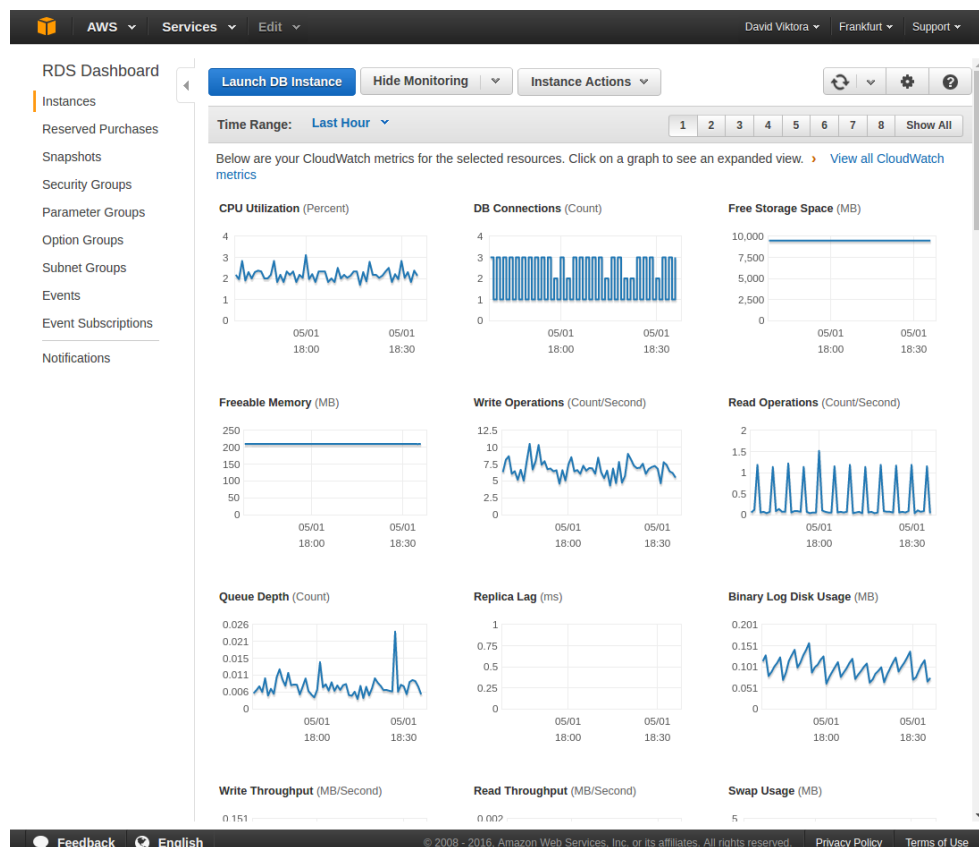 AWS Services Edit David Viktora Frankfurt Support
RDS Dashboard
Instances
Reserved Purchases
Snapshots
Security Groups
Parameter Groups
Option Groups
Subnet Groups
Events
Event Subscriptions
Notifications
Launch DB Instance Hide Monitoring Instance Actions
Time Range: Last Hour 1 2 3 4 5 6 7 8 Show All
Below are your CloudWatch metrics for the selected resources. Click on a graph to see an expanded view. › View all CloudWatch
metrics
CPU Utilization (Percent)
4
3
2
1
0
05/01 05/01
18:00 18:30
DB Connections (Count)
4
3
2
1
0
05/01 05/01
18:00 18:30
Free Storage Space (MB)
10,000
7,500
5,000
2,500
0
05/01 05/01
18:00 18:30
Freeable Memory (MB)
250
200
150
100
50
0
05/01 05/01
18:00 18:30
Write Operations (Count/Second)
12.5
10
7.5
5
2.5
0
05/01 05/01
18:00 18:30
Read Operations (Count/Second)
2
1.5
1
0.5
0
05/01 05/01
18:00 18:30
Queue Depth (Count)
0.026
0.021
0.015
0.011
0.006
0
05/01 05/01
18:00 18:30
Replica Lag (ms)
1
0.75
0.5
0.25
0
05/01 05/01
18:00 18:30
Binary Log Disk Usage (MB)
0.201
0.151
0.101
0.051
0
05/01 05/01
18:00 18:30
Write Throughput (MB/Second)
0.151
Read Throughput (MB/Second)
0.002
Swap Usage (MB)
5
Feedback English © 2008 - 2016, Amazon Web Services, Inc. or its affiliates. All rights reserved. Privacy Policy Terms of Use